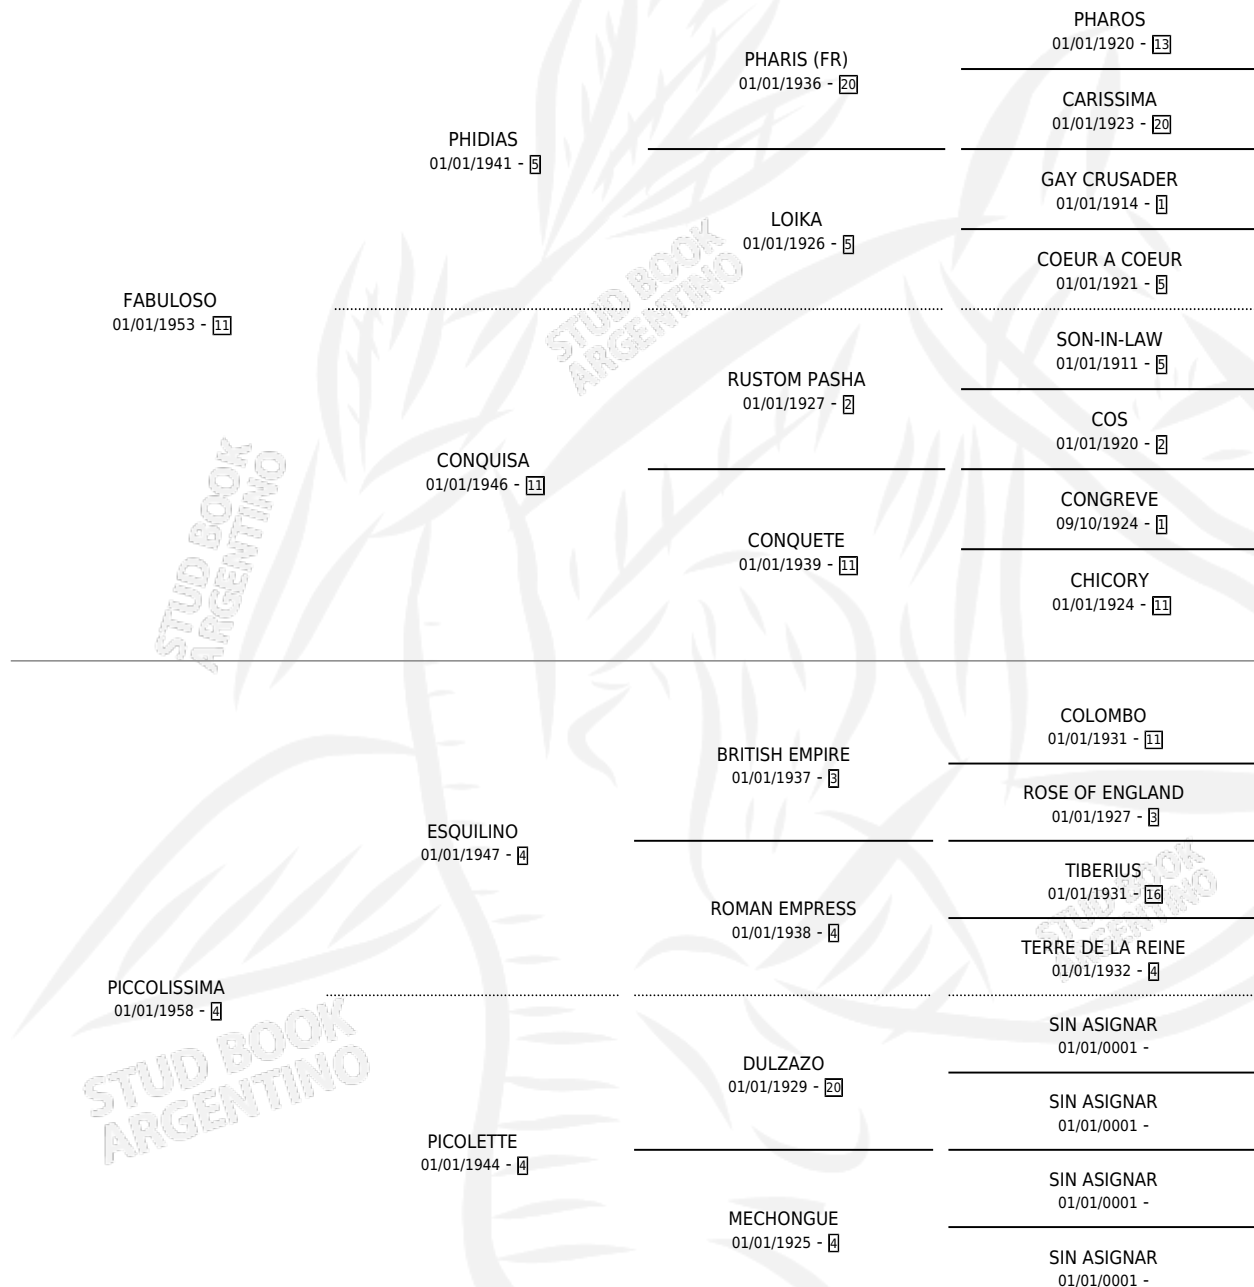 PHAROS
01/01/1920 - 13
PHARIS (FR)
01/01/1936 - 20
CARISSIMA
01/01/1923 - 20
PHIDIAS
01/01/1941 - 5
GAY CRUSADER
01/01/1914 - 1
LOIKA
01/01/1926 - 5
COEUR A COEUR
01/01/1921 - 5
FABULOSO
01/01/1953 - 11
SON-IN-LAW
01/01/1911 - 5
RUSTOM PASHA
01/01/1927 - 2
COS
01/01/1920 - 2
CONQUISA
01/01/1946 - 11
CONGREVE
09/10/1924 - 1
CONQUETE
01/01/1939 - 11
CHICORY
01/01/1924 - 11
COLOMBO
01/01/1931 - 11
BRITISH EMPIRE
01/01/1937 - 3
ROSE OF ENGLAND
01/01/1927 - 3
ESQUILINO
01/01/1947 - 4
TIBERIUS
01/01/1931 - 16
ROMAN EMPRESS
01/01/1938 - 4
TERRE DE LA REINE
01/01/1932 - 4
PICCOLISSIMA
01/01/1958 - 4
SIN ASIGNAR
01/01/0001 -
DULZAZO
01/01/1929 - 20
SIN ASIGNAR
01/01/0001 -
PICOLETTE
01/01/1944 - 4
SIN ASIGNAR
01/01/0001 -
MECHONGUE
01/01/1925 - 4
SIN ASIGNAR
01/01/0001 -
STUD BOOK
ARGENTINO
STUD BOOK
ARGENTINO
STUD BOOK
ARGENTINO
STUD BOOK
ARGENTINO